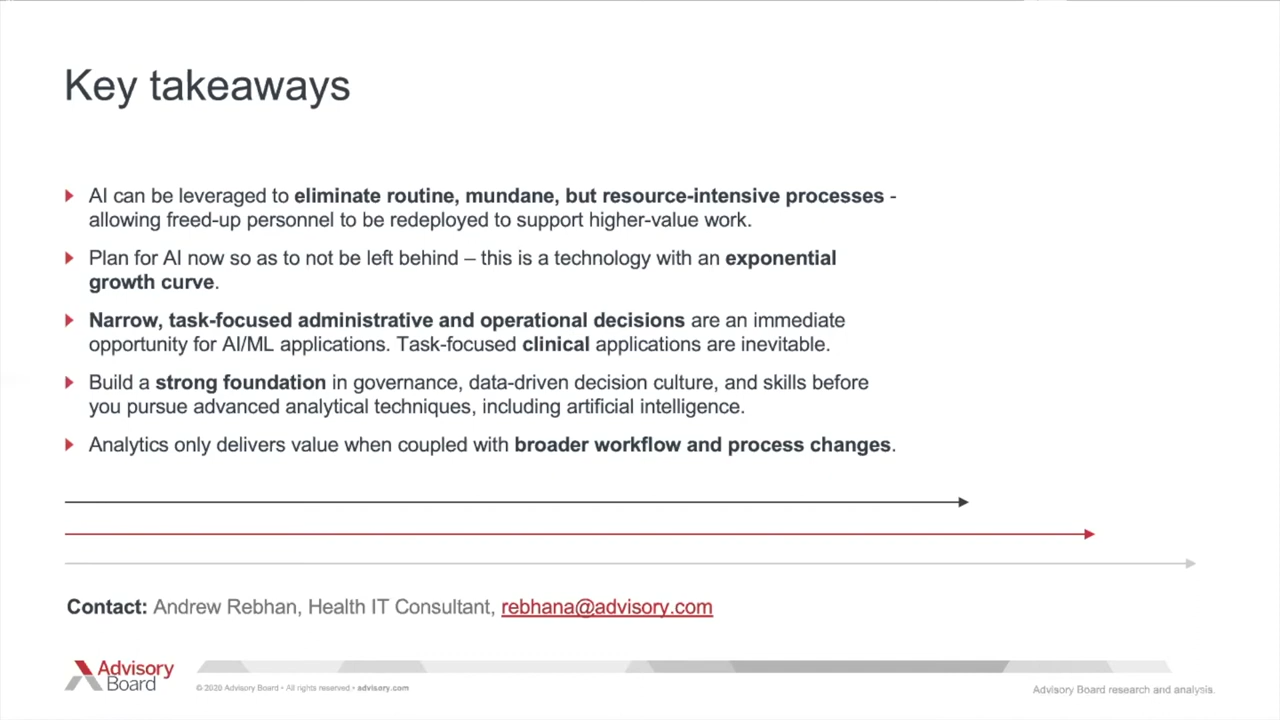 Key takeaways
AI can be leveraged to eliminate routine, mundane, but resource-intensive processes -
allowing freed-up personnel to be redeployed to support higher-value work.
Plan for AI now so as to not be left behind – this is a technology with an exponential
growth curve.
Narrow, task-focused administrative and operational decisions are an immediate
opportunity for AI/ML applications. Task-focused clinical applications are inevitable.
Build a strong foundation in governance, data-driven decision culture, and skills before
you pursue advanced analytical techniques, including artificial intelligence.
Analytics only delivers value when coupled with broader workflow and process changes.
Contact: Andrew Rebhan, Health IT Consultant, rebhana@advisory.com
Advisory
Board
© 2020 Advisory Board • All rights reserved • advisory.com
Advisory Board research and analysis.